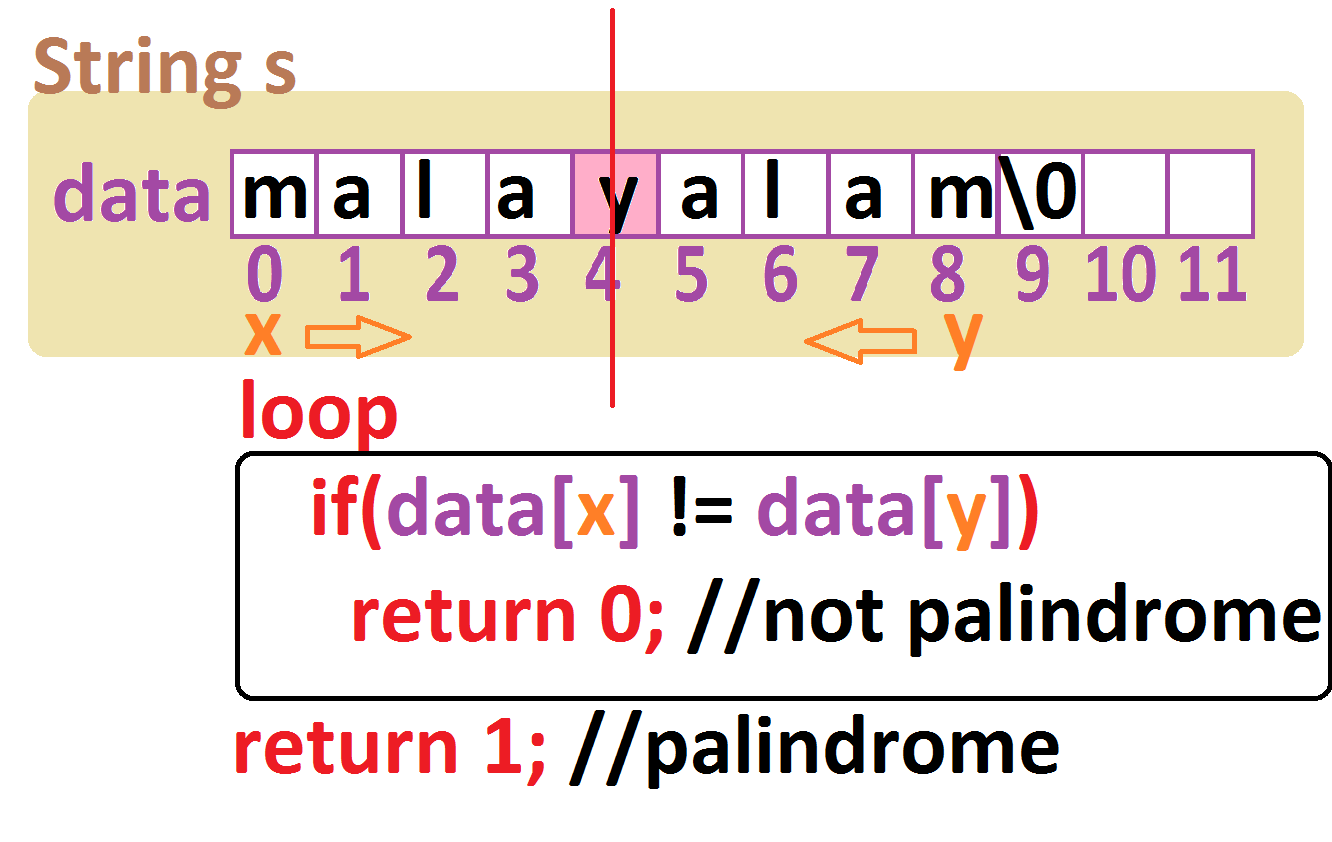 String s
data m a l a y a l a m \0
0 1 2 3 4 5 6 7 8 9 10 11
x y
loop
if(data[x] != data[y])
return 0; //not palindrome
return 1; //palindrome